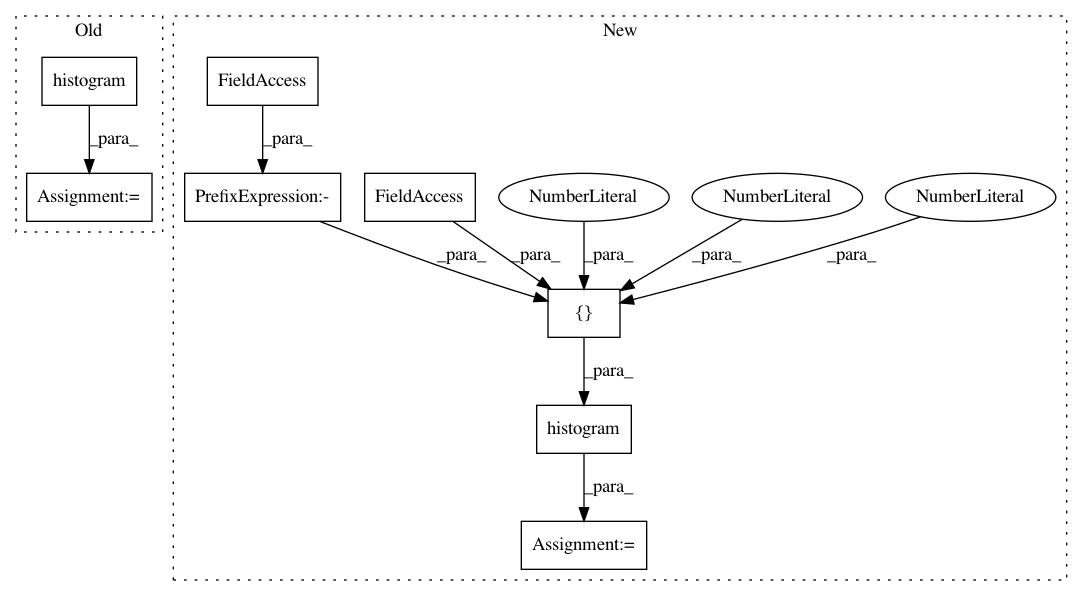 Old
New
histogram
FieldAccess
_para_
_para_
Assignment:=
PrefixExpression:-
FieldAccess
NumberLiteral
NumberLiteral
NumberLiteral
_para_
_para_
_para_
_para_
_para_
{}
_para_
histogram
_para_
Assignment:=